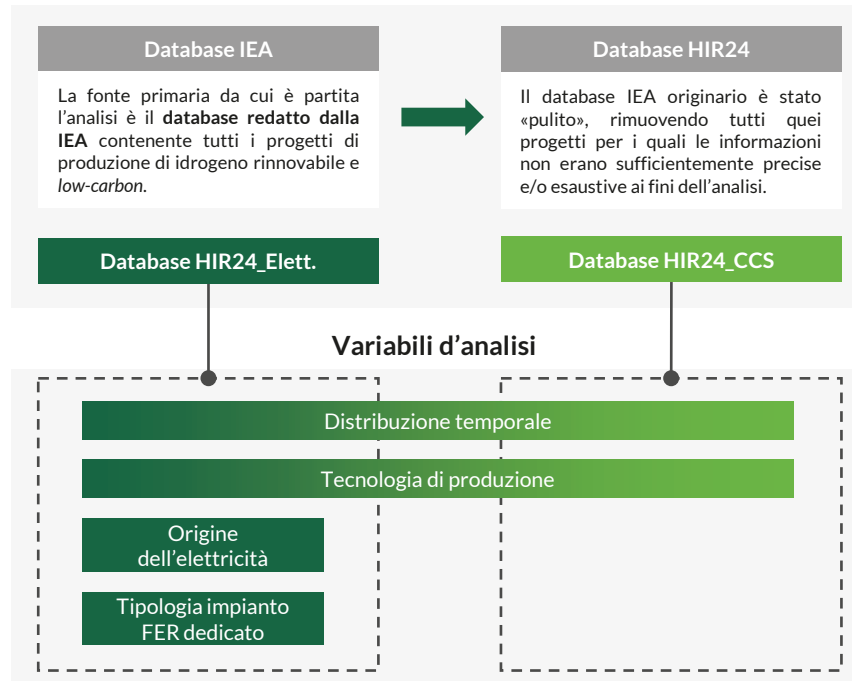 Database IEA
La fonte primaria da cui è partita
l'analisi è il database redatto dalla
IEA contenente tutti i progetti di
produzione di idrogeno rinnovabile e
low-carbon.
Database HIR24
Il database IEA originario è stato
«pulito», rimuovendo tutti quei
progetti per i quali le informazioni
non erano sufficientemente precise
e/o esaustive ai fini dell'analisi.
Database HIR24_Elett.
Database HIR24_CCS
Variabili d'analisi
Distribuzione temporale
Tecnologia di produzione
Origine
dell'elettricità
Tipologia impianto
FER dedicato